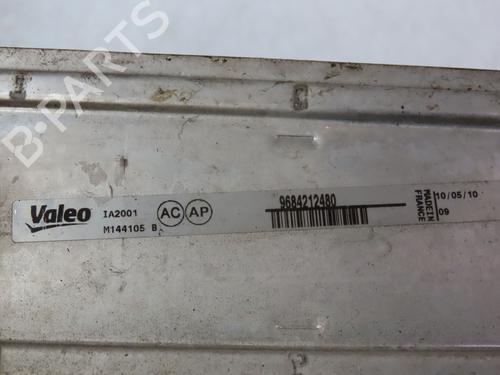 B-PARTS
Valeo
IA2001
M144105 B
AC AP
9684212480
MADE IN
FRANCE
10/05/10
09